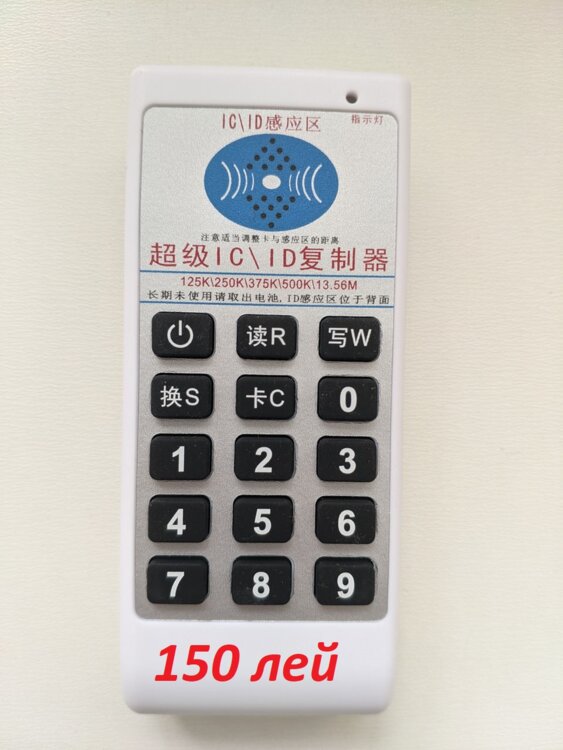 IC\ID感应区
指示灯
注意适当调整卡与感应区的距离
超级IC\ID复制器
125K\250K\375K\500K\13.56M
长期未使用请取出电池,ID感应区位于背面
读R 写W
换S 卡C 0
1 2 3
4 5 6
7 8 9
150 лей